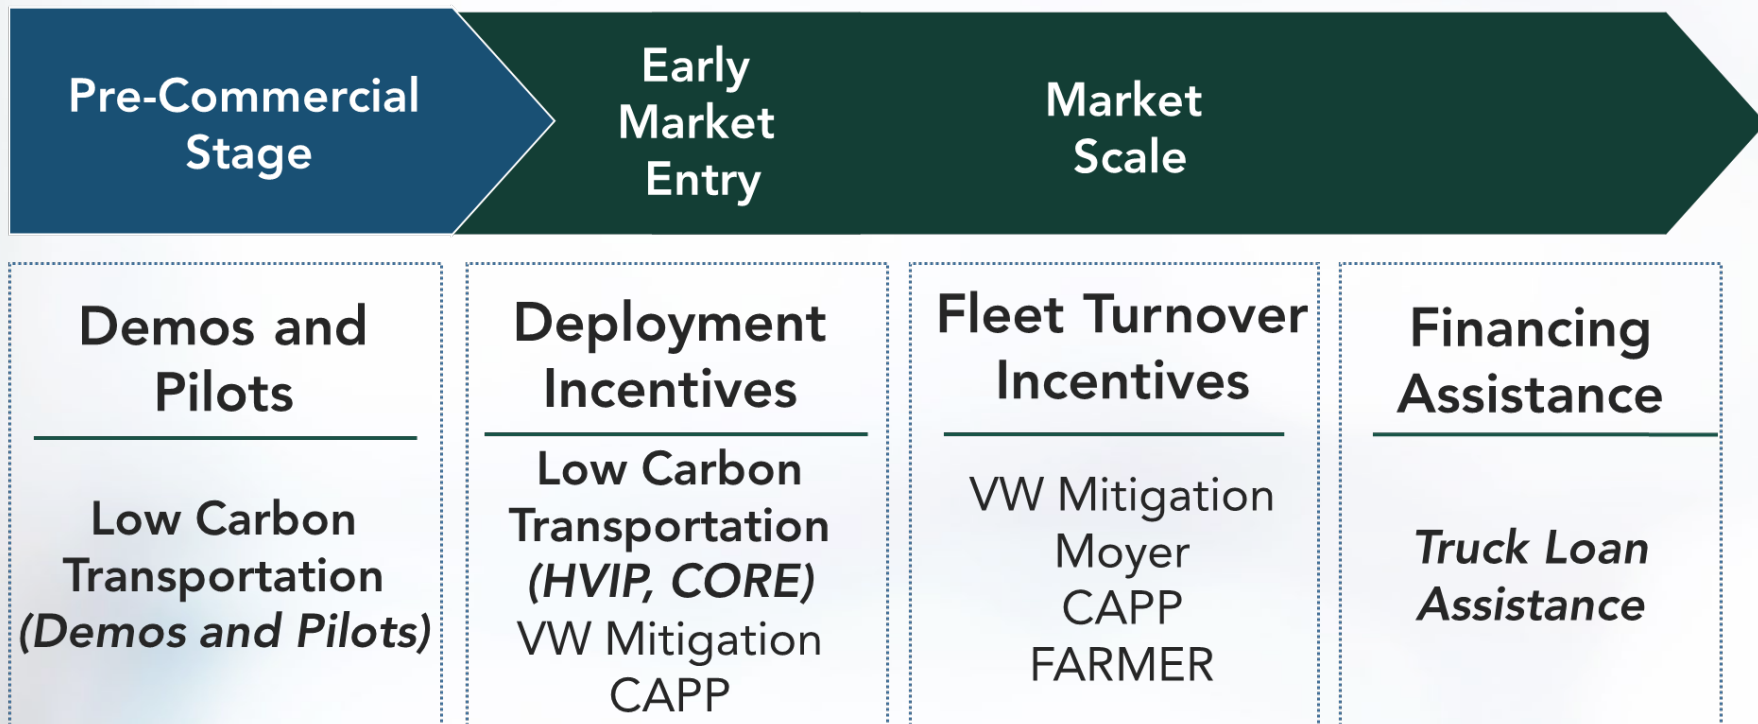 Pre-Commercial
Stage
Early
Market
Entry
Market
Scale
Demos and
Pilots
Low Carbon
Transportation
(Demos and Pilots)
Deployment
Incentives
Low Carbon
Transportation
(HVIP, CORE)
VW Mitigation
CAPP
Fleet Turnover
Incentives
VW Mitigation
Moyer
CAPP
FARMER
Financing
Assistance
Truck Loan
Assistance